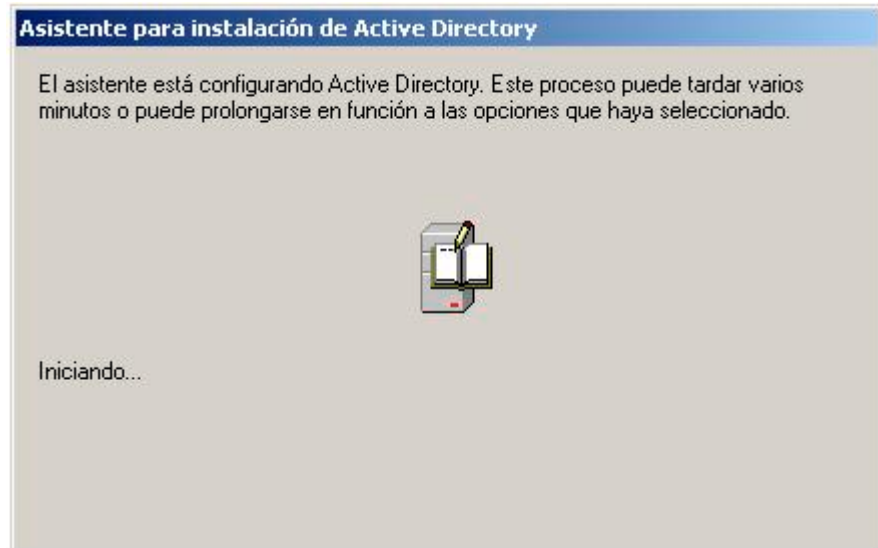 Asistente para instalación de Active Directory
El asistente está configurando Active Directory. Este proceso puede tardar varios
minutos o puede prolongarse en función a las opciones que haya seleccionado.
Iniciando...